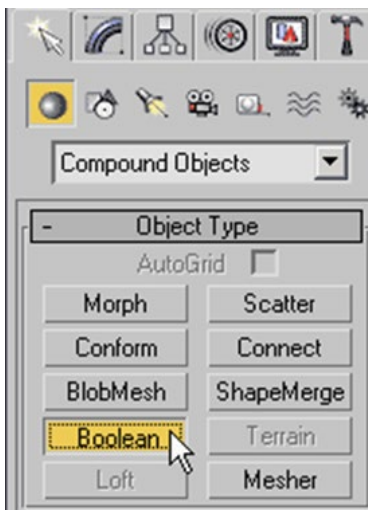 Compound Objects
- Object Type
AutoGrid
Morph Scatter
Conform Connect
BlobMesh ShapeMerge
Boolean Terrain
Loft Mesher